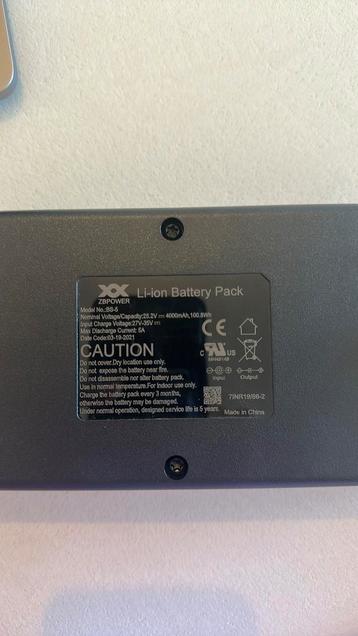 ZBPOWER
Li-ion Battery Pack
Model No.:BS-5
Nominal Voltage/Capacity:25.2V⎓ 4000mAh,100.8Wh
Input Charge Voltage:27V-35V⎓
Max Discharge Current: 5A
Date Code:03-19-2021
CAUTION
Do not cover.Dry location use only.
Do not expose the battery near fire.
Do not disassemble nor alter battery pack.
Use in normal temperature.For indoor use only.
Charge the battery pack every 3 months,
otherwise the battery may be damaged.
Under normal operation, designed service life is 5 years.
CE
c UL US
Input
Output
7INR19/66-2
Made in China